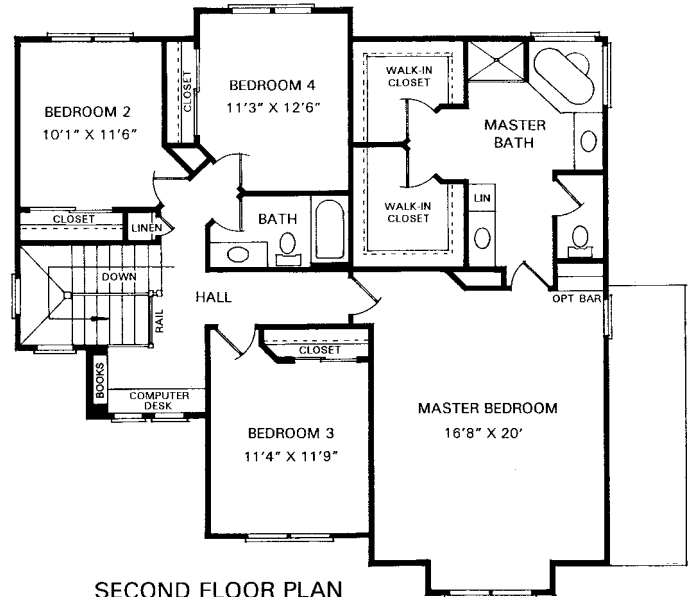 BEDROOM 2
10'1" X 11'6"
CLOSET
BEDROOM 4
11'3" X 12'6"
WALK-IN
CLOSET
MASTER
BATH
WALK-IN
CLOSET
LIN
CLOSET
LINEN
BATH
DOWN
HALL
RAIL
OPT BAR
BOOKS
COMPUTER
DESK
CLOSET
BEDROOM 3
11'4" X 11'9"
MASTER BEDROOM
16'8" X 20'
SECOND FLOOR PLAN